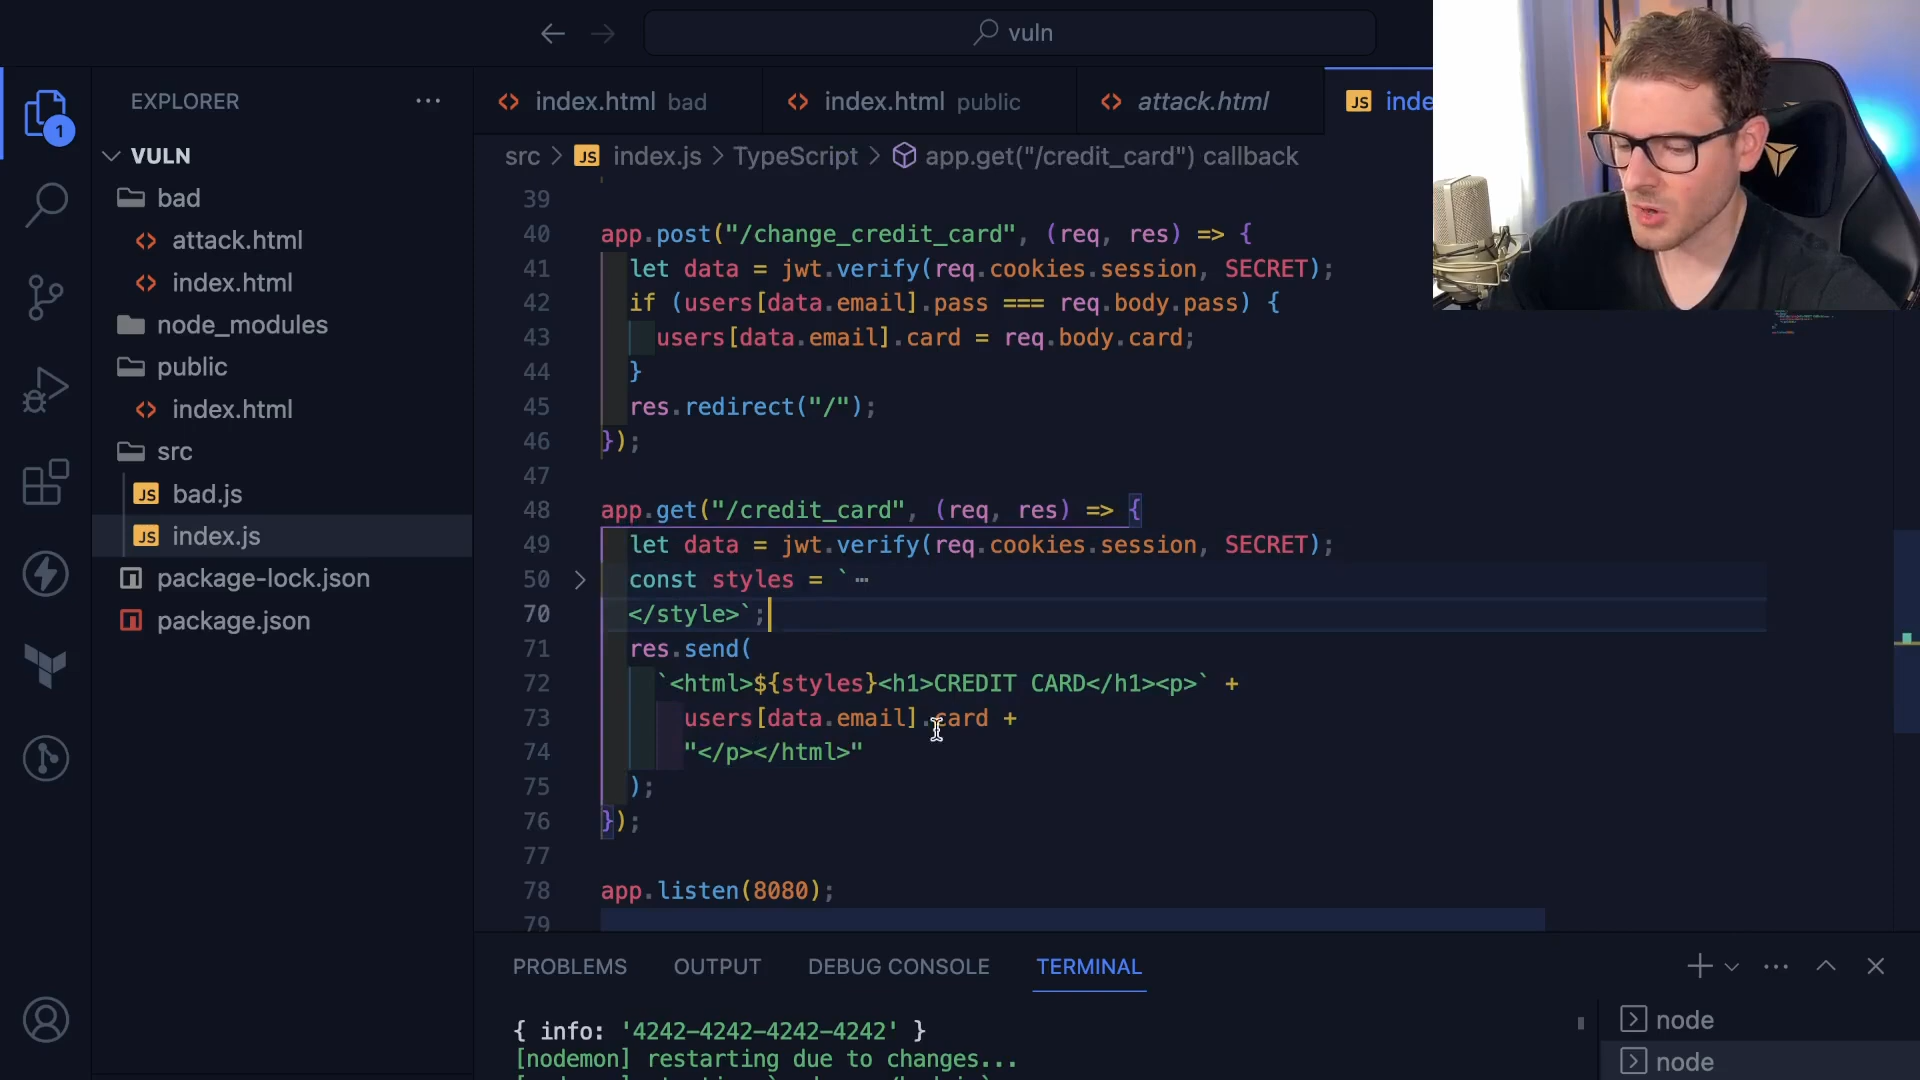 vuln
EXPLORER
index.html bad
index.html public
attack.html
JS inde
1
VULN
bad
attack.html
index.html
node_modules
public
index.html
src
JS bad.js
JS index.js
package-lock.json
package.json
src > JS index.js > TypeScript > app.get("/credit_card") callback
39
40 app.post("/change_credit_card", (req, res) => {
41 let data = jwt.verify(req.cookies.session, SECRET);
42 if (users[data.email].pass === req.body.pass) {
43 users[data.email].card = req.body.card;
44 }
45 res.redirect("/");
46 });
47
48 app.get("/credit_card", (req, res) => {
49 let data = jwt.verify(req.cookies.session, SECRET);
50 const styles = ` ⋯
70 </style>`;
71 res.send(
72 `<html>${styles}<h1>CREDIT CARD</h1><p>` +
73 users[data.email].card +
74 "</p></html>"
75 );
76 });
77
78 app.listen(8080);
79
PROBLEMS
OUTPUT
DEBUG CONSOLE
TERMINAL
{ info: '4242-4242-4242-4242' }
[nodemon] restarting due to changes...
node
node